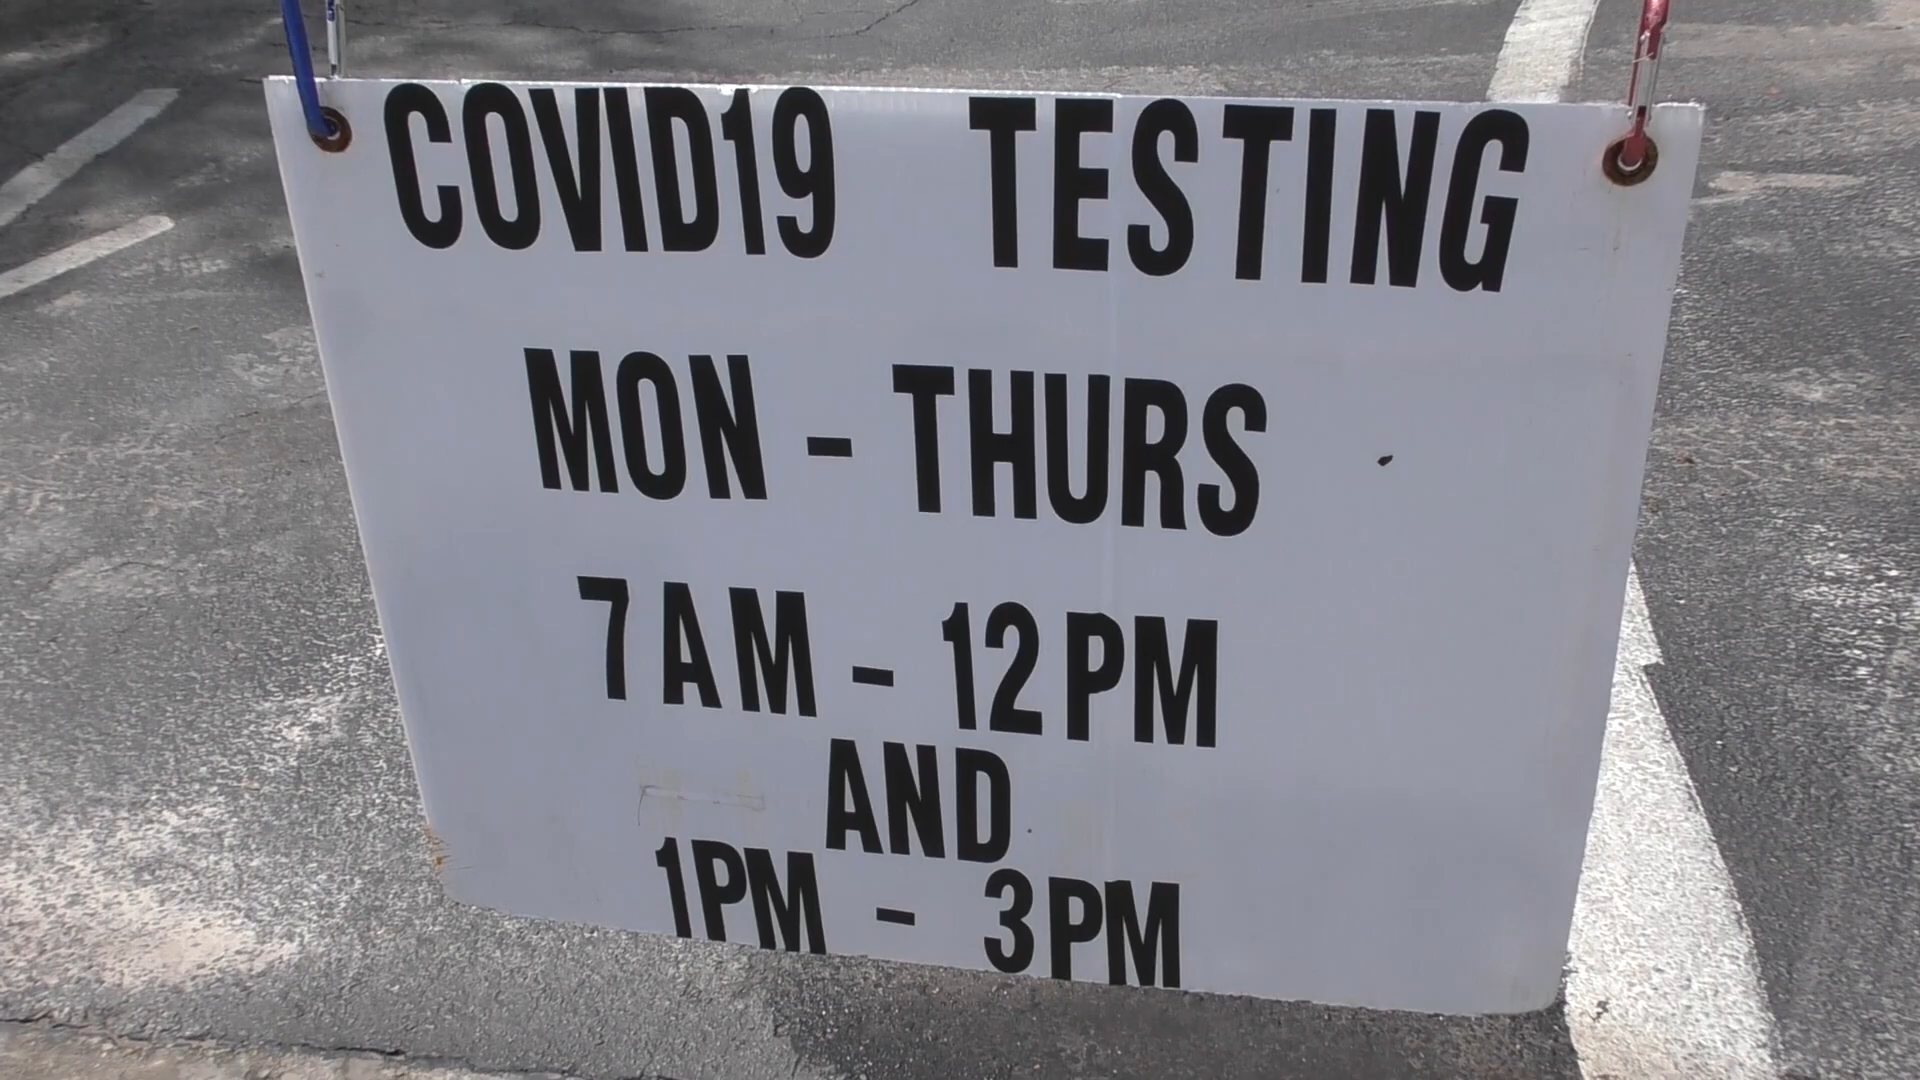 COVID19 TESTING
MON - THURS
7AM - 12PM
AND
1PM - 3PM